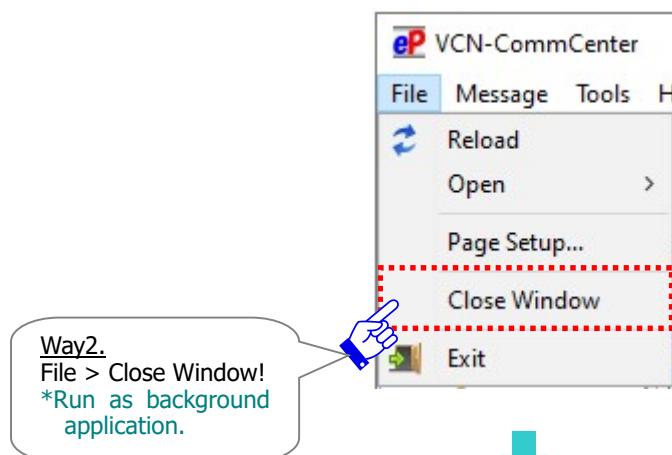 eP VCN-CommCenter
File Message Tools H
Reload
Open >
Page Setup...
Close Window
Exit
Way2.
File > Close Window!
*Run as background
application.